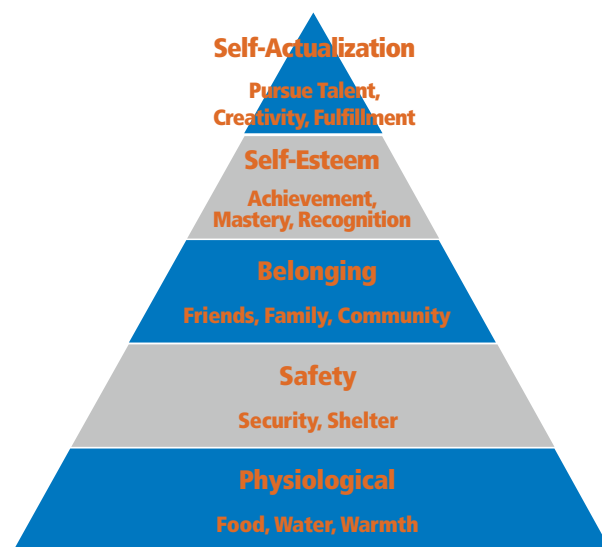 Self-Actualization
Pursue Talent,
Creativity, Fulfillment
Self-Esteem
Achievement,
Mastery, Recognition
Belonging
Friends, Family, Community
Safety
Security, Shelter
Physiological
Food, Water, Warmth